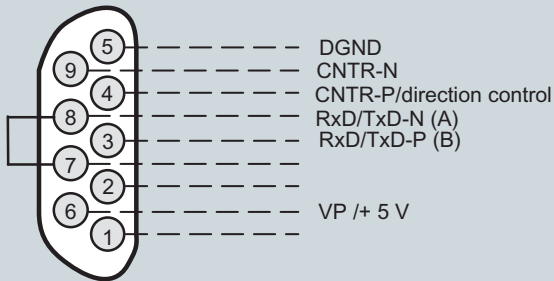 5 DGND
9 CNTR-N
4 CNTR-P/direction control
8 RxD/TxD-N (A)
3 RxD/TxD-P (B)
7
2
6 VP /+ 5 V
1